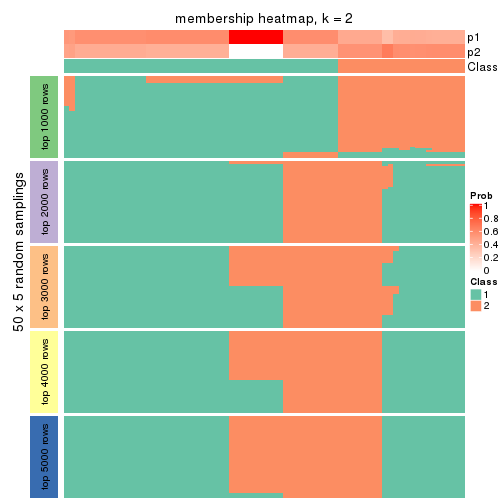 membership heatmap, k = 2
p1
p2
Class
50 x 5 random samplings
top 1000 rows
top 2000 rows
top 3000 rows
top 4000 rows
top 5000 rows
Prob
1
0.8
0.6
0.4
0.2
0
Class
1
2